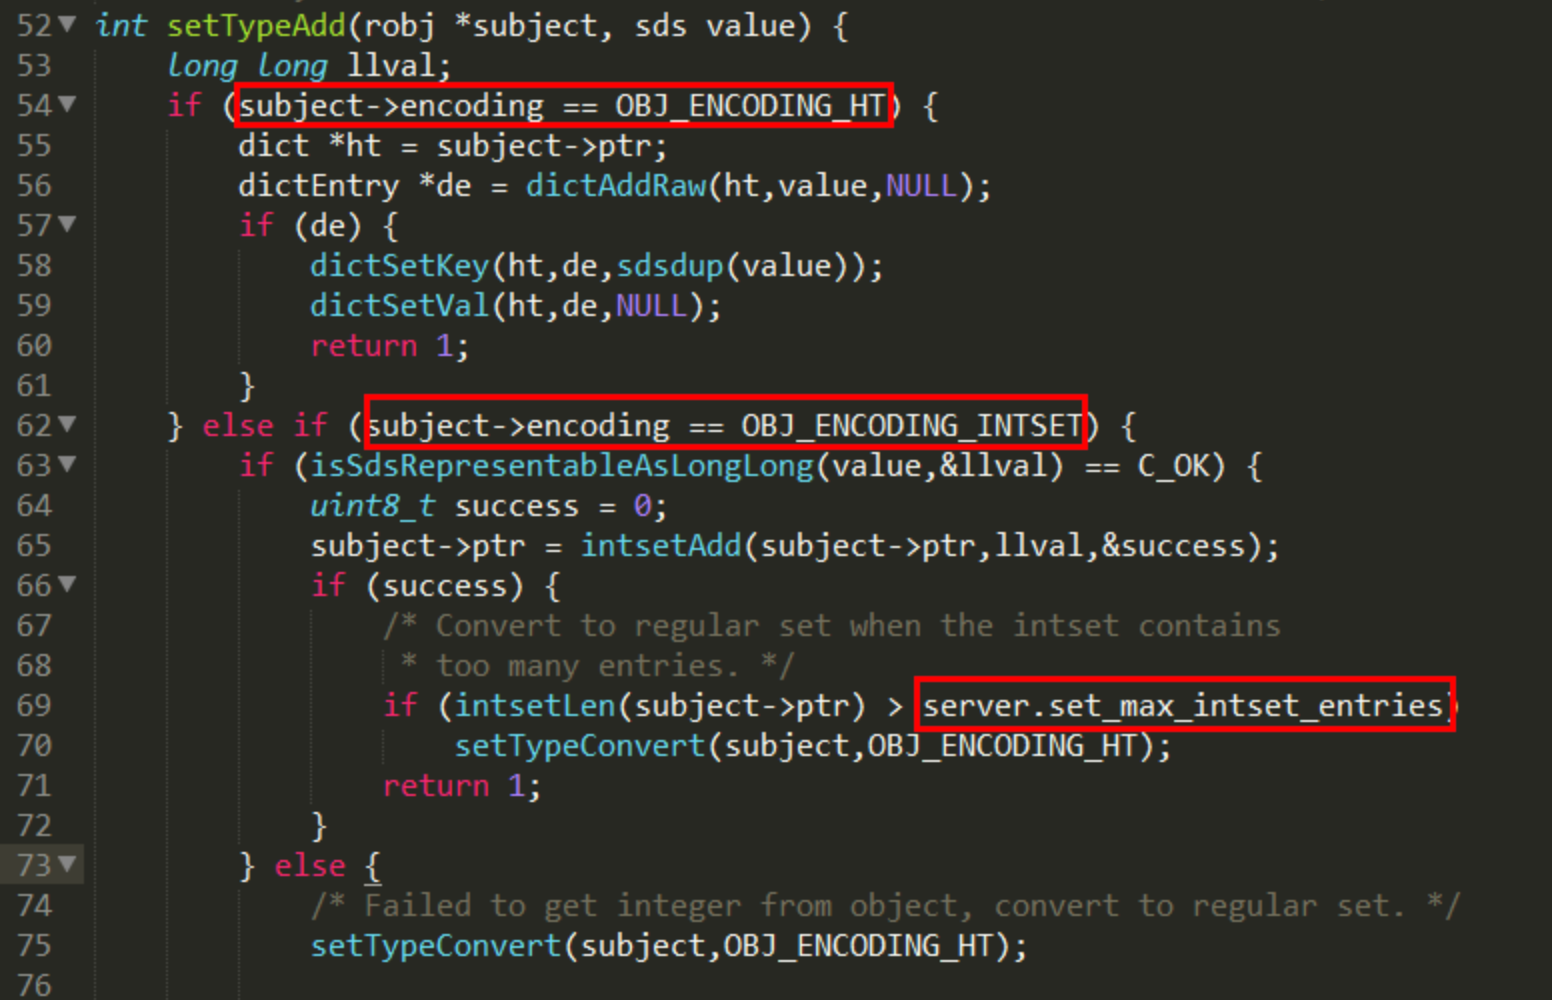 52 int setTypeAdd(robj *subject, sds value) {
53     long long llval;
54     if (subject->encoding == OBJ_ENCODING_HT) {
55         dict *ht = subject->ptr;
56         dictEntry *de = dictAddRaw(ht,value,NULL);
57         if (de) {
58             dictSetKey(ht,de,sdsdup(value));
59             dictSetVal(ht,de,NULL);
60             return 1;
61         }
62     } else if (subject->encoding == OBJ_ENCODING_INTSET) {
63         if (isSdsRepresentableAsLongLong(value,&llval) == C_OK) {
64             uint8_t success = 0;
65             subject->ptr = intsetAdd(subject->ptr,llval,&success);
66             if (success) {
67                 /* Convert to regular set when the intset contains
68                  * too many entries. */
69                 if (intsetLen(subject->ptr) > server.set_max_intset_entries)
70                     setTypeConvert(subject,OBJ_ENCODING_HT);
71                 return 1;
72             }
73         } else {
74             /* Failed to get integer from object, convert to regular set. */
75             setTypeConvert(subject,OBJ_ENCODING_HT);
76